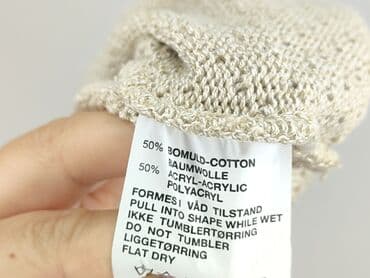 50% BOMULD-COTTON
BAUMWOLLE
50% ACRYL-ACRYLIC
POLYACRYL
FORMES I VÅD TILSTAND
PULL INTO SHAPE WHILE WET
IKKE TUMBLERTØRRING
DO NOT TUMBLER
LIGGETØRRING
FLAT DRY